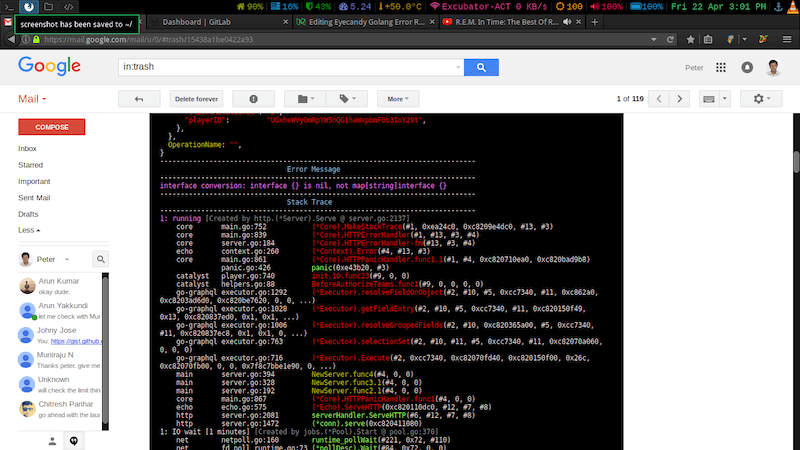 90% 16% 43% 5.24 +50.0°C Excubator-ACT 0 KB/s 100 100% 100% Fri 22 Apr 3:01 PM
screenshot has been saved to ~/
Dashboard | GitLab
Editing Eyecandy Golang Error R...
R.E.M. In Time: The Best Of R...
https://mail.google.com/mail/u/0/#trash/15438a1be0422a93
Google
in:trash
Peter
Mail
Delete forever
More
1 of 119
COMPOSE
Inbox
Starred
Important
Sent Mail
Drafts
Less
Peter
Arun Kumar
okay dude.
Arun Yakkundi
let me check with Mur
Johny Jose
You: https://gist.github.c
Muniraju N
Thanks peter. give me
Unknown
will check the limit thin
Chitresh Parihar
go ahead with the laun
"playerID":
},
},
OperationName: "",
}
Error Message
interface conversion: interface {} is nil, not map[string]interface {}
Stack Trace
1: running [Created by http.(*Server).Serve @ server.go:2137]
core main.go:752 (*Core).MakeStackTrace(#1, 0xea24c0, 0xc8209e4dc0, #13, #3)
core main.go:839 (*Core).HTTPErrorHandler(#1, #13, #3, #4)
core server.go:184 (*Core).HTTPErrorHandler-fm(#13, #3, #4)
echo context.go:260 (*Context).Error(#4, #13, #3)
core main.go:861 (*Core).HTTPPanicHandler.func1.1(#1, #4, 0xc820710ea0, 0xc820bad9b8)
panic.go:426 panic(0xe43b20, #3)
catalyst player.go:740 init.10.func23(#9, 0, 0)
catalyst helpers.go:88 BeforeAuthorizeTeams.func1(#9, 0, 0, 0, 0)
go-graphql executor.go:1292 (*Executor).resolveFieldOnObject(#2, #10, #5, 0xcc7340, #11, 0xc862a0,
0xc8203ad6d0, 0xc820be7620, 0, 0, ...)
go-graphql executor.go:1028 (*Executor).getFieldEntry(#2, #10, #5, 0xcc7340, #11, 0xc820150f49,
0x13, 0xc820837ed0, 0x1, 0x1, ...)
go-graphql executor.go:1006 (*Executor).resolveGroupedFields(#2, #10, 0xc820365a00, #5, 0xcc7340,
#11, 0xc820837ec8, 0x1, 0x1, 0, ...)
go-graphql executor.go:763 (*Executor).selectionSet(#2, #10, #11, #5, 0xcc7340, #11, 0xc82070a060,
0, 0, 0)
go-graphql executor.go:716 (*Executor).Execute(#2, 0xcc7340, 0xc82070fd40, 0xc820150f00, 0x26c,
0xc82070fb00, 0, 0, 0x7f8c7bbe1e90, 0, ...)
main server.go:394 NewServer.func4(#4, 0, 0)
main server.go:328 NewServer.func3.1(#4, 0, 0)
main server.go:192 NewServer.func2.1(#4, 0, 0)
core main.go:867 (*Core).HTTPPanicHandler.func1(#4, 0, 0)
echo echo.go:575 (*Echo).ServeHTTP(0xc820110dc0, #12, #7, #8)
http server.go:2081 serverHandler.ServeHTTP(#6, #12, #7, #8)
http server.go:1472 (*conn).serve(0xc820411080)
1: IO wait [1 minutes] [Created by jobs.(*Pool).Start @ pool.go:370]
net netpoll.go:160 runtime_pollWait(#221, 0x72, #110)
net fd_poll_runtime.go:73 (*pollDesc).Wait(#84, 0x72, 0, 0)